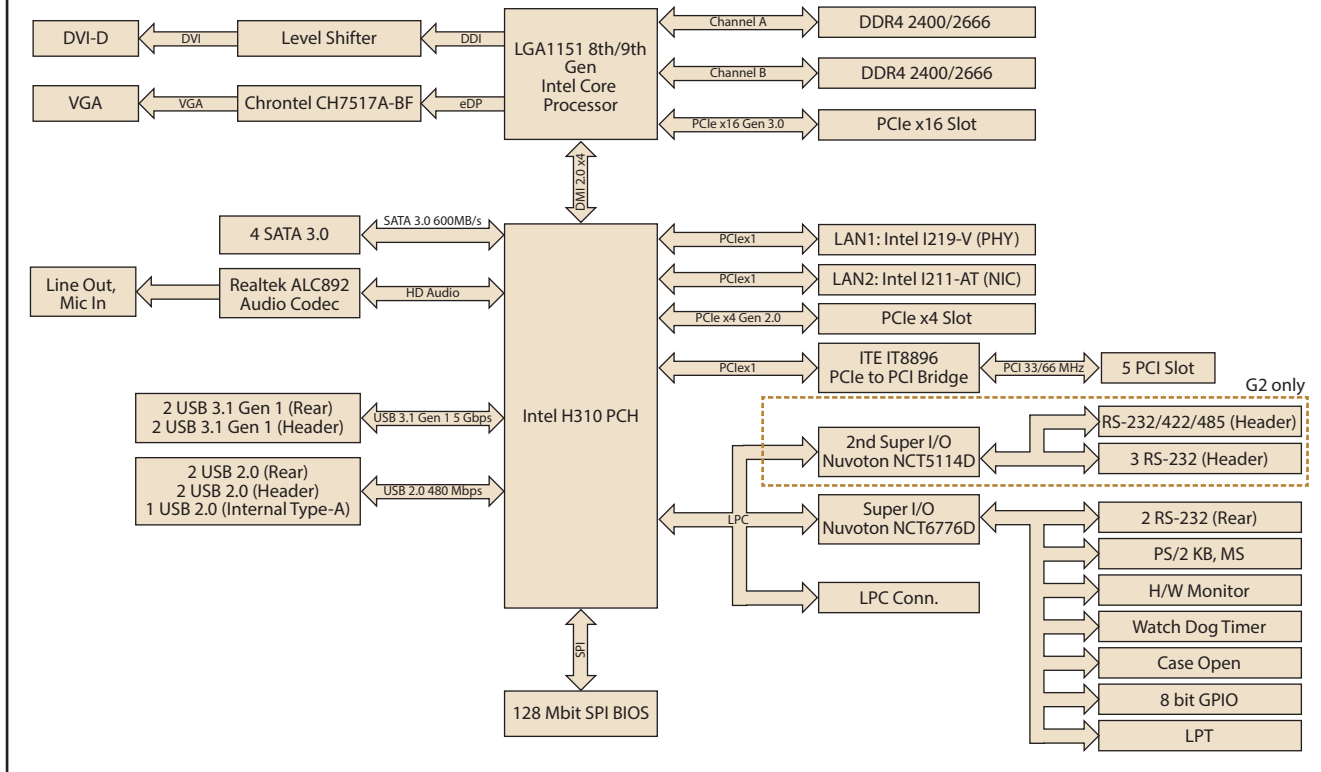 DVI-D
DVI
Level Shifter
DDI
LGA1151 8th/9th
Gen
Intel Core
Processor
Channel A
DDR4 2400/2666
Channel B
DDR4 2400/2666
VGA
VGA
Chrontel CH7517A-BF
eDP
PCIe x16 Gen 3.0
PCIe x16 Slot
DMI 2.0 x4
4 SATA 3.0
SATA 3.0 600MB/s
Line Out,
Mic In
Realtek ALC892
Audio Codec
HD Audio
2 USB 3.1 Gen 1 (Rear)
2 USB 3.1 Gen 1 (Header)
USB 3.1 Gen 1 5 Gbps
2 USB 2.0 (Rear)
2 USB 2.0 (Header)
1 USB 2.0 (Internal Type-A)
USB 2.0 480 Mbps
Intel H310 PCH
PCIex1
LAN1: Intel I219-V (PHY)
PCIex1
LAN2: Intel I211-AT (NIC)
PCIe x4 Gen 2.0
PCIe x4 Slot
PCIex1
ITE IT8896
PCIe to PCI Bridge
PCI 33/66 MHz
5 PCI Slot
G2 only
2nd Super I/O
Nuvoton NCT5114D
RS-232/422/485 (Header)
3 RS-232 (Header)
LPC
Super I/O
Nuvoton NCT6776D
2 RS-232 (Rear)
PS/2 KB, MS
H/W Monitor
Watch Dog Timer
Case Open
8 bit GPIO
LPT
LPC Conn.
SPI
128 Mbit SPI BIOS